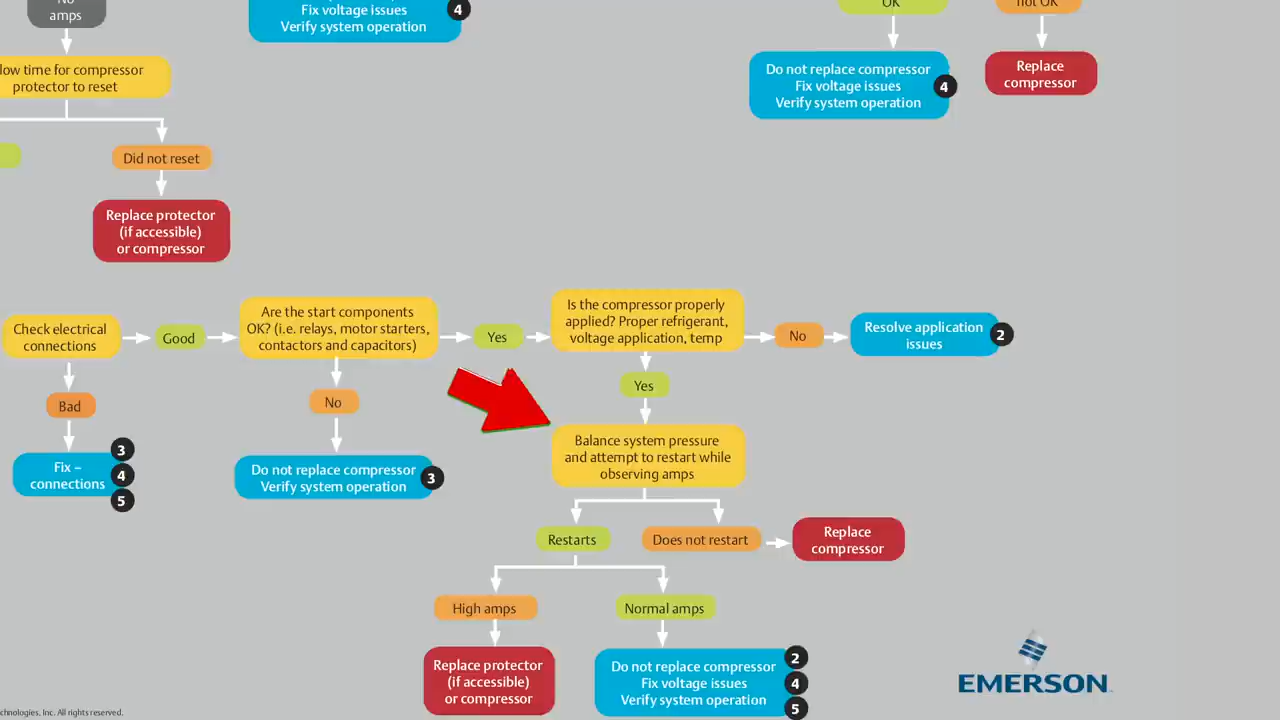 No
amps
Fix voltage issues
Verify system operation
4
OK
not OK
low time for compressor
protector to reset
Do not replace compressor
Fix voltage issues
Verify system operation
4
Replace
compressor
Did not reset
Replace protector
(if accessible)
or compressor
Check electrical
connections
Good
Are the start components
OK? (i.e. relays, motor starters,
contactors and capacitors)
Yes
Is the compressor properly
applied? Proper refrigerant,
voltage application, temp
No
Resolve application
issues
2
Bad
No
Yes
Fix –
connections
3
4
5
Do not replace compressor
Verify system operation
3
Balance system pressure
and attempt to restart while
observing amps
Restarts
Does not restart
Replace
compressor
High amps
Normal amps
Replace protector
(if accessible)
or compressor
Do not replace compressor
Fix voltage issues
Verify system operation
2
4
5
EMERSON
chnologies, Inc. All rights reserved.